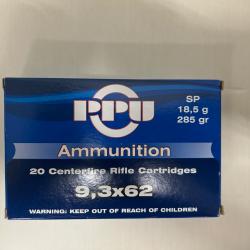 PPU
SP
18,5 g
285 gr
Ammunition
20 Centerfire Rifle Cartridges
9,3x62
WARNING: KEEP OUT OF REACH OF CHILDREN